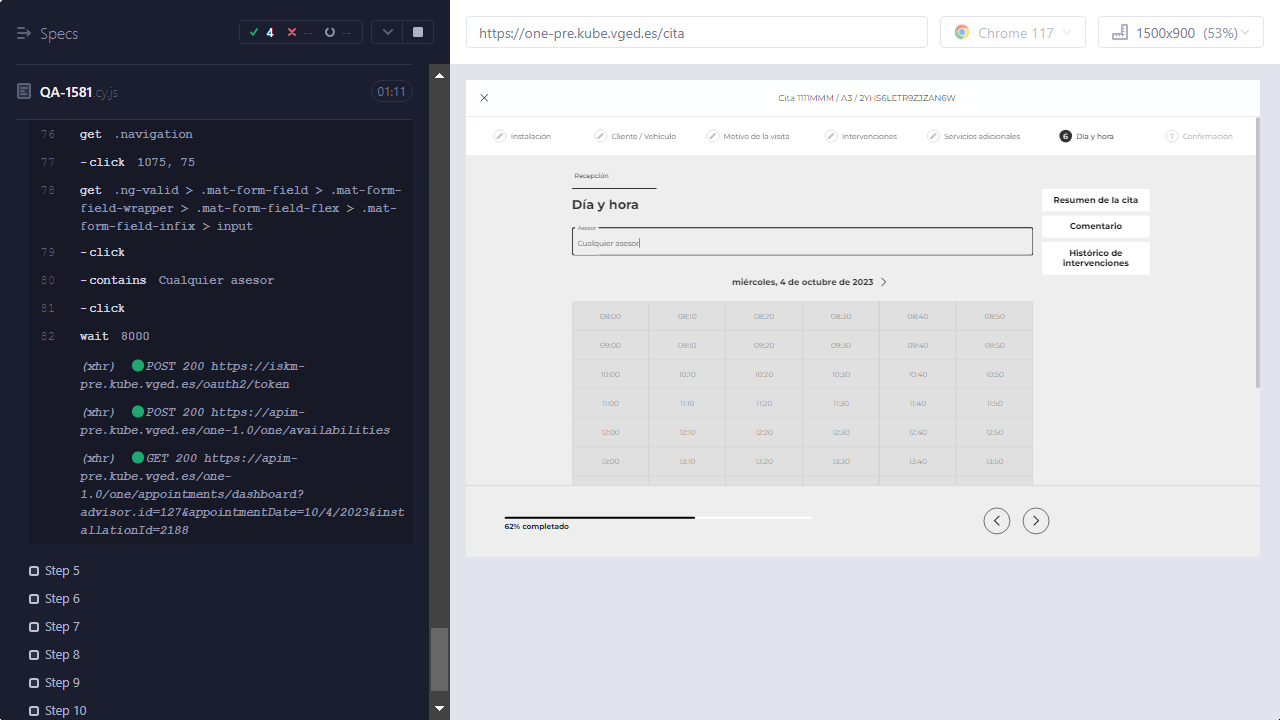 Specs
4 -- --
QA-1581.cy.js
01:11
76 get .navigation
77 -click 1075, 75
78 get .ng-valid > .mat-form-field > .mat-form-
field-wrapper > .mat-form-field-flex > .mat-
form-field-infix > input
79 -click
80 -contains Cualquier asesor
81 -click
82 wait 8000
(xhr) POST 200 https://iskm-
pre.kube.vged.es/oauth2/token
(xhr) POST 200 https://apim-
pre.kube.vged.es/one-1.0/one/availabilities
(xhr) GET 200 https://apim-
pre.kube.vged.es/one-
1.0/one/appointments/dashboard?
advisor.id=127&appointmentDate=10/4/2023&inst
allationId=2188
Step 5
Step 6
Step 7
Step 8
Step 9
Step 10
https://one-pre.kube.vged.es/cita
Chrome 117
1500x900 (53%)
Cita 1111MMM / A3 / 2YHS6LETR9ZJZAN6W
Instalación
Cliente / Vehículo
Motivo de la visita
Intervenciones
Servicios adicionales
6 Día y hora
7 Confirmación
Recepción
Día y hora
Asesor
Cualquier asesor
miércoles, 4 de octubre de 2023
08:00 08:10 08:20 08:30 08:40 08:50
09:00 09:10 09:20 09:30 09:40 09:50
10:00 10:10 10:20 10:30 10:40 10:50
11:00 11:10 11:20 11:30 11:40 11:50
12:00 12:10 12:20 12:30 12:40 12:50
13:00 13:10 13:20 13:30 13:40 13:50
Resumen de la cita
Comentario
Histórico de
intervenciones
62% completado